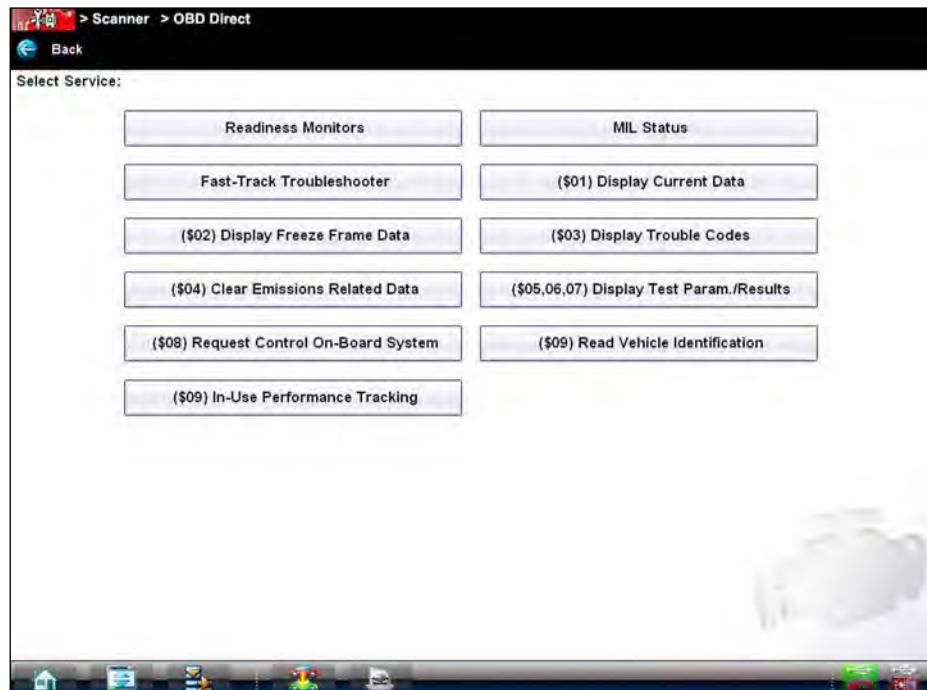 > Scanner > OBD Direct
Back
Select Service:
Readiness Monitors
MIL Status
Fast-Track Troubleshooter
($01) Display Current Data
($02) Display Freeze Frame Data
($03) Display Trouble Codes
($04) Clear Emissions Related Data
($05,06,07) Display Test Param./Results
($08) Request Control On-Board System
($09) Read Vehicle Identification
($09) In-Use Performance Tracking